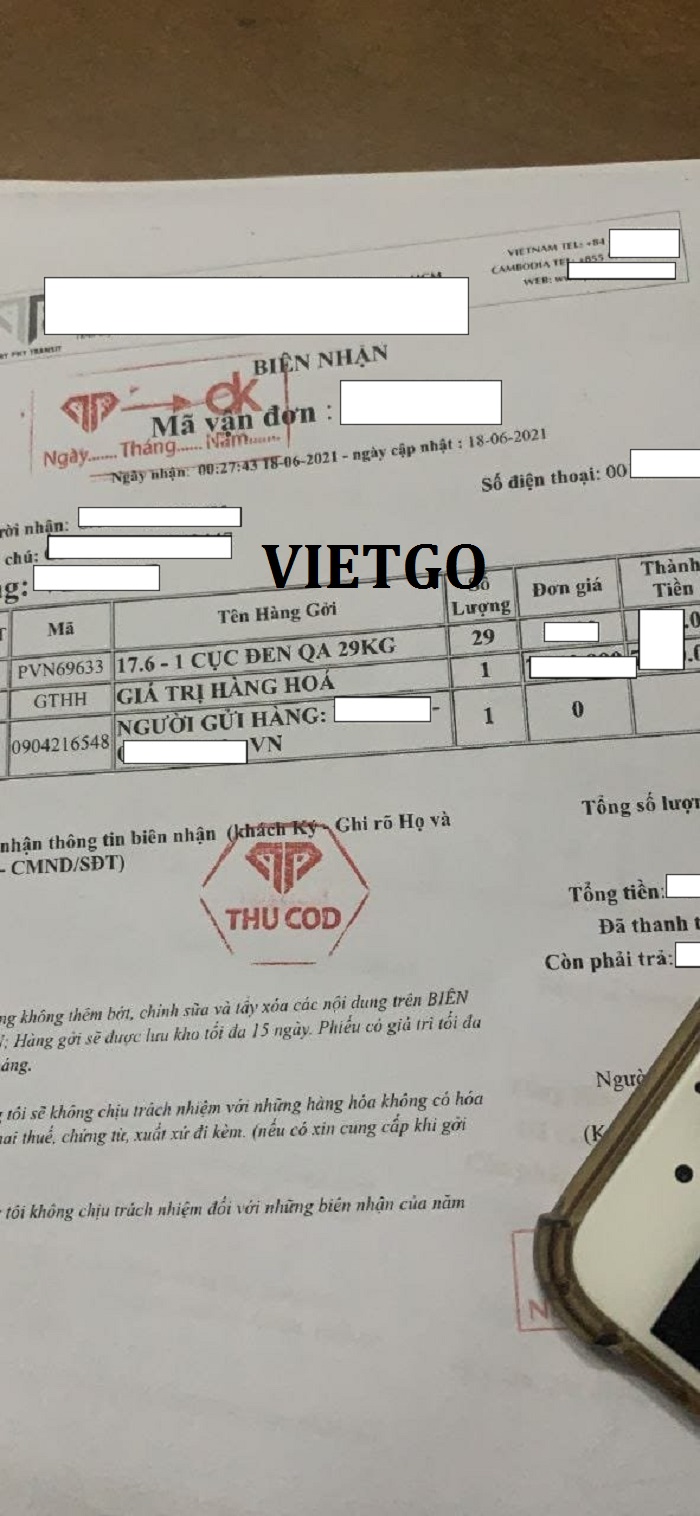 VIETNAM TEL: +84
CAMBODIA TEL: +855
WEB: w
PKT TRANSIT
BIÊN NHẬN
ok
Mã vận đơn :
Ngày....... Tháng...... Năm.......
Ngày nhận: 00:27:43 18-06-2021 - ngày cập nhật : 18-06-2021
Số điện thoại: 00
ười nhận:
chú:
g:
VIETGO
Mã Tên Hàng Gởi Số Lượng Đơn giá Thành Tiền
PVN69633 17.6 - 1 CỤC ĐEN QA 29KG 29
GTHH GIÁ TRỊ HÀNG HOÁ 1
0904216548 NGƯỜI GỬI HÀNG: - VN 1 0
nhận thông tin biên nhận (khách Ký - Ghi rõ Họ và
- CMND/SĐT)
Tổng số lượn
THU COD
Tổng tiền:
Đã thanh t
Còn phải trả:
ng không thêm bớt, chỉnh sửa và tẩy xóa các nội dung trên BIÊN
; Hàng gởi sẽ được lưu kho tối đa 15 ngày. Phiếu có giá trị tối đa
áng.
Ngườ
tôi sẽ không chịu trách nhiệm với những hàng hóa không có hóa
ai thuế, chứng từ, xuất xứ đi kèm. (nếu có xin cung cấp khi gởi
(K
tôi không chịu trách nhiệm đối với những biên nhận của năm
N